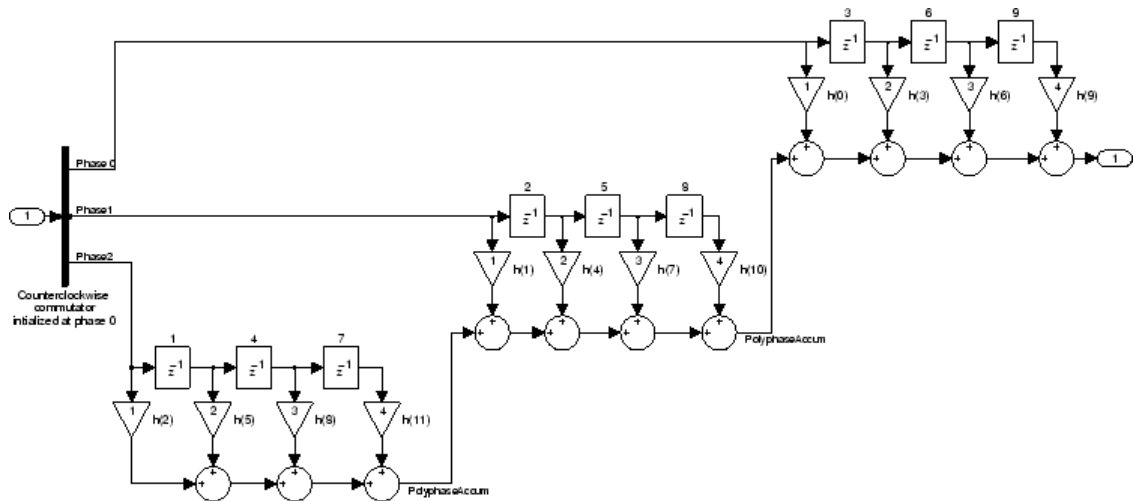 3 6 9
z⁻¹ z⁻¹ z⁻¹
1 h(0) 2 h(3) 3 h(6) 4 h(9)
+ + + +
+ + + + 1
Phase 0
2 5 8
1 Phase1 z⁻¹ z⁻¹ z⁻¹
Phase2
1 h(1) 2 h(4) 3 h(7) 4 h(10)
Counterclockwise
commutator
intialized at phase 0
+ + + +
+ + + + PolyphaseAccum
1 4 7
z⁻¹ z⁻¹ z⁻¹
1 h(2) 2 h(5) 3 h(8) 4 h(11)
+ + +
+ + + PolyphaseAccum